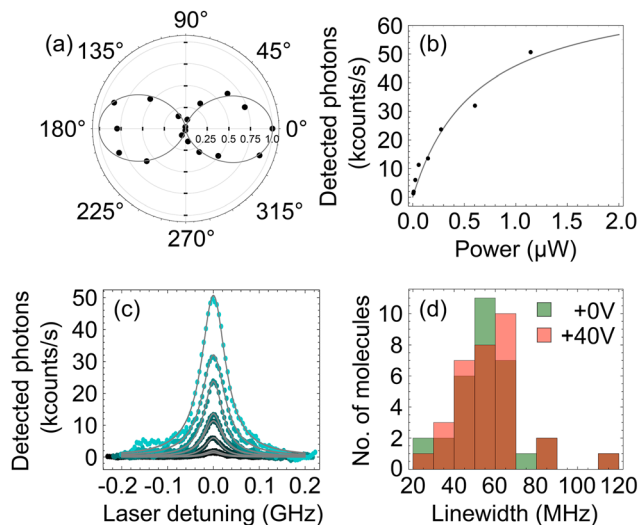 (a)
90°
135°
45°
180°
0.25 0.50 0.75 1.0
0°
225°
315°
270°
(b)
Detected photons
(kcounts/s)
60
50
40
30
20
10
0
0.0 0.5 1.0 1.5 2.0
Power (µW)
(c)
Detected photons
(kcounts/s)
50
40
30
20
10
0
-0.2 -0.1 0.0 0.1 0.2
Laser detuning (GHz)
(d)
+0V
+40V
No. of molecules
10
8
6
4
2
0
20 40 60 80 100 120
Linewidth (MHz)